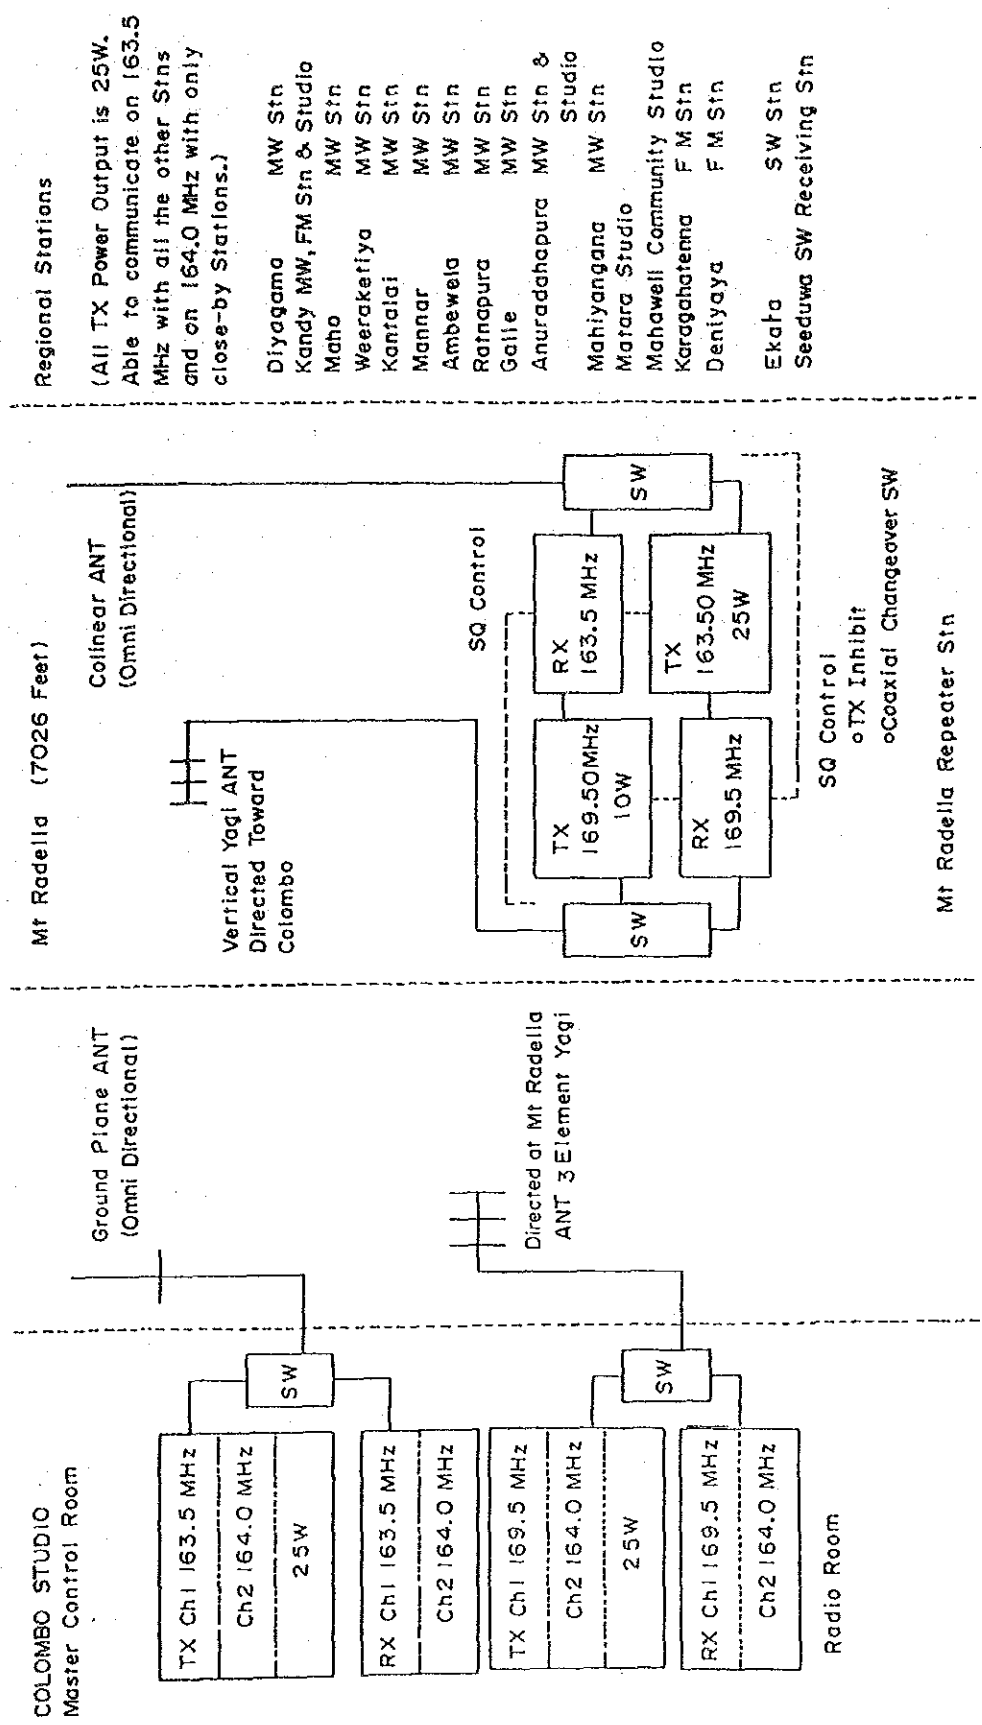 COLOMBO STUDIO
Master Control Room
TX Ch1 163.5 MHz
Ch2 164.0 MHz
25W
RX Ch1 163.5 MHz
Ch2 164.0 MHz
SW
TX Ch1 169.5 MHz
Ch2 164.0 MHz
25W
RX Ch1 169.5 MHz
Ch2 164.0 MHz
SW
Radio Room
Ground Plane ANT
(Omni Directional)
Directed at Mt Radella
ANT 3 Element Yagi
Mt Radella (7026 Feet)
Colinear ANT
(Omni Directional)
Vertical Yagi ANT
Directed Toward
Colombo
SQ Control
TX
169.50MHz
10W
RX
163.5 MHz
SW
SW
RX
169.5 MHz
TX
163.50 MHz
25W
SQ Control
oTX Inhibit
oCoaxial Changeover SW
Mt Radella Repeater Stn
Regional Stations
(All TX Power Output is 25W.
Able to communicate on 163.5
MHz with all the other Stns
and on 164.0 MHz with only
close-by Stations.)
Diyagama MW Stn
Kandy MW, FM Stn & Studio
Maho MW Stn
Weeraketiya MW Stn
Kantalai MW Stn
Mannar MW Stn
Ambewela MW Stn
Ratnapura MW Stn
Galle MW Stn
Anuradahapura MW Stn &
Studio
Mahiyangana MW Stn
Matara Studio
Mahawell Community Studio
Karagahatenna FM Stn
Deniyaya FM Stn
Ekala SW Stn
Seeduwa SW Receiving Stn